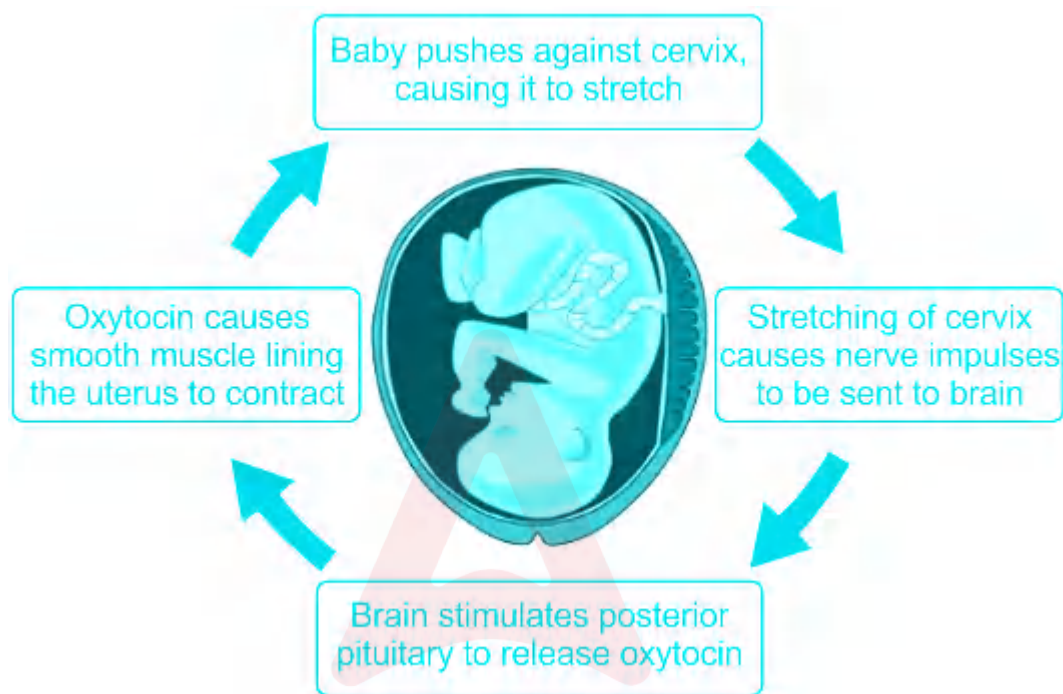 Baby pushes against cervix,
causing it to stretch
Stretching of cervix
causes nerve impulses
to be sent to brain
Brain stimulates posterior
pituitary to release oxytocin
Oxytocin causes
smooth muscle lining
the uterus to contract